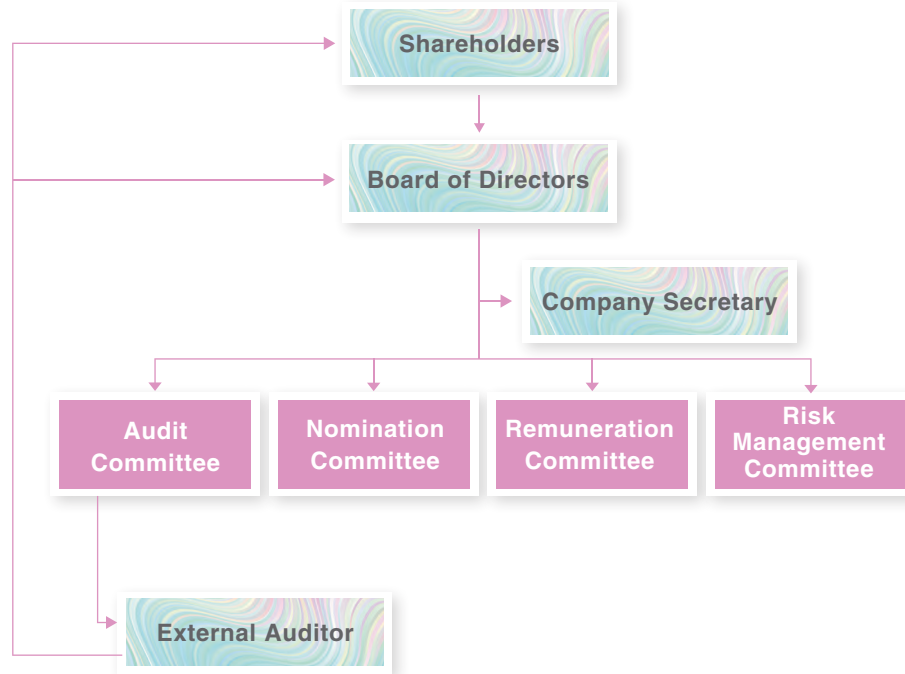 Shareholders
Board of Directors
Company Secretary
Audit
Committee
Nomination
Committee
Remuneration
Committee
Risk
Management
Committee
External Auditor